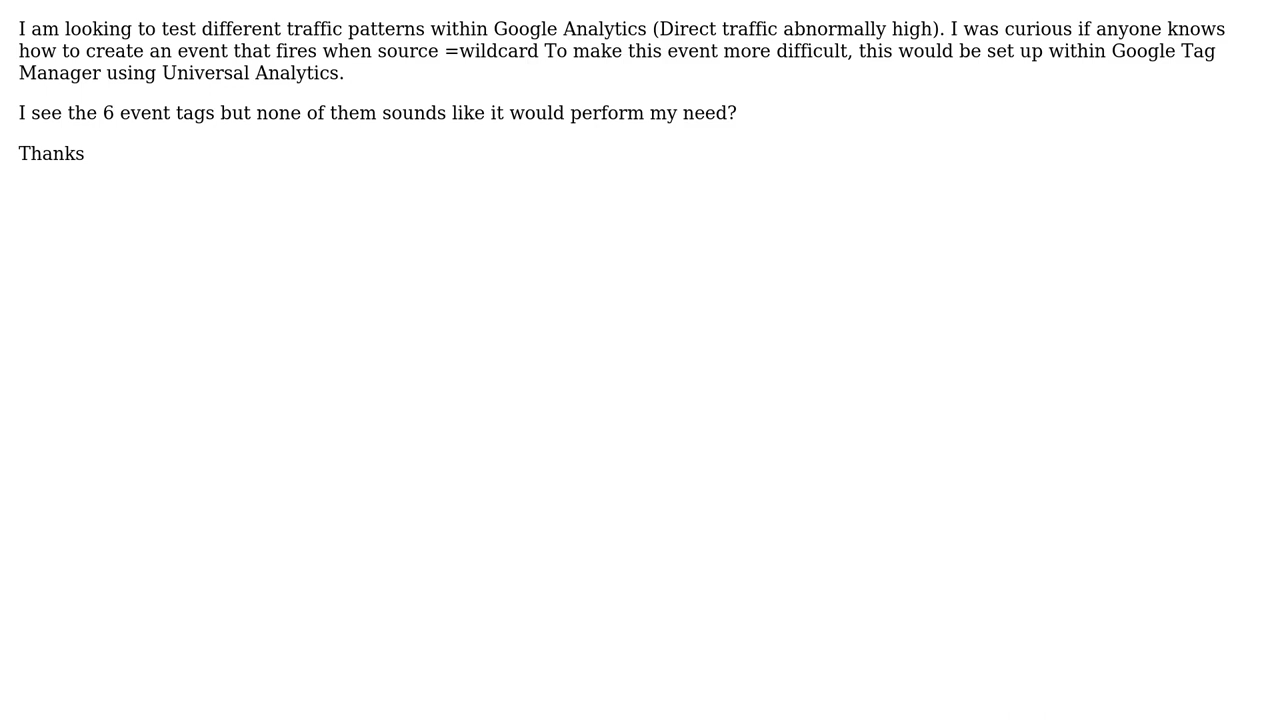 I am looking to test different traffic patterns within Google Analytics (Direct traffic abnormally high). I was curious if anyone knows
how to create an event that fires when source =wildcard To make this event more difficult, this would be set up within Google Tag
Manager using Universal Analytics.
I see the 6 event tags but none of them sounds like it would perform my need?
Thanks